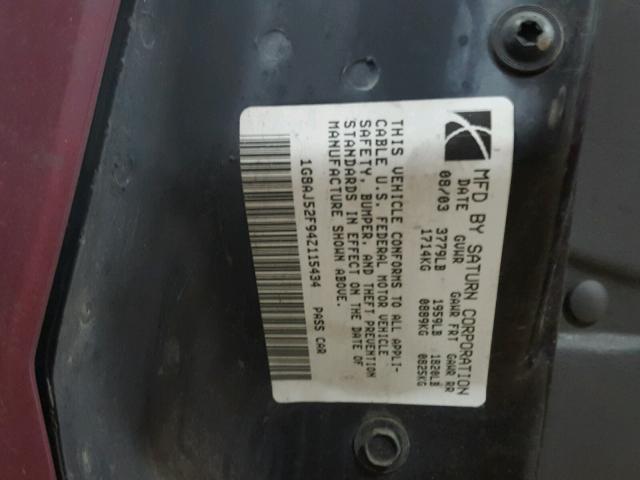 MFD BY SATURN CORPORATION
DATE GVWR GAWR FRT GAWR RR
08/03 3779LB 1959LB 1820LB
1714KG 0889KG 0825KG
THIS VEHICLE CONFORMS TO ALL APPLI-
CABLE U.S. FEDERAL MOTOR VEHICLE
SAFETY, BUMPER, AND THEFT PREVENTION
STANDARDS IN EFFECT ON THE DATE OF
MANUFACTURE SHOWN ABOVE.
1G8AJ52F94Z115434 PASS CAR